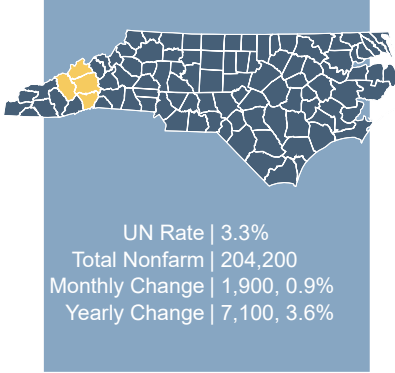 UN Rate | 3.3%
Total Nonfarm | 204,200
Monthly Change | 1,900, 0.9%
Yearly Change | 7,100, 3.6%